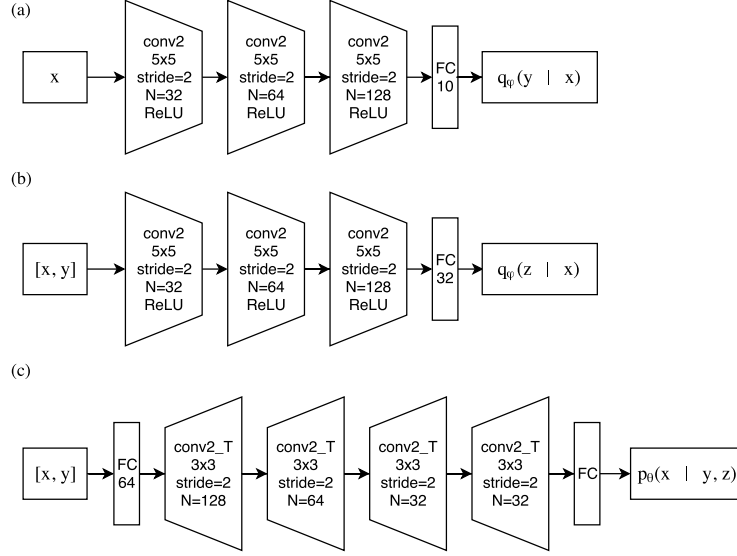 (a)
x
conv2
5x5
stride=2
N=32
ReLU
conv2
5x5
stride=2
N=64
ReLU
conv2
5x5
stride=2
N=128
ReLU
FC
10
qφ(y | x)
(b)
[x, y]
conv2
5x5
stride=2
N=32
ReLU
conv2
5x5
stride=2
N=64
ReLU
conv2
5x5
stride=2
N=128
ReLU
FC
32
qφ(z | x)
(c)
[x, y]
FC
64
conv2_T
3x3
stride=2
N=128
conv2_T
3x3
stride=2
N=64
conv2_T
3x3
stride=2
N=32
conv2_T
3x3
stride=2
N=32
FC
pθ(x | y, z)